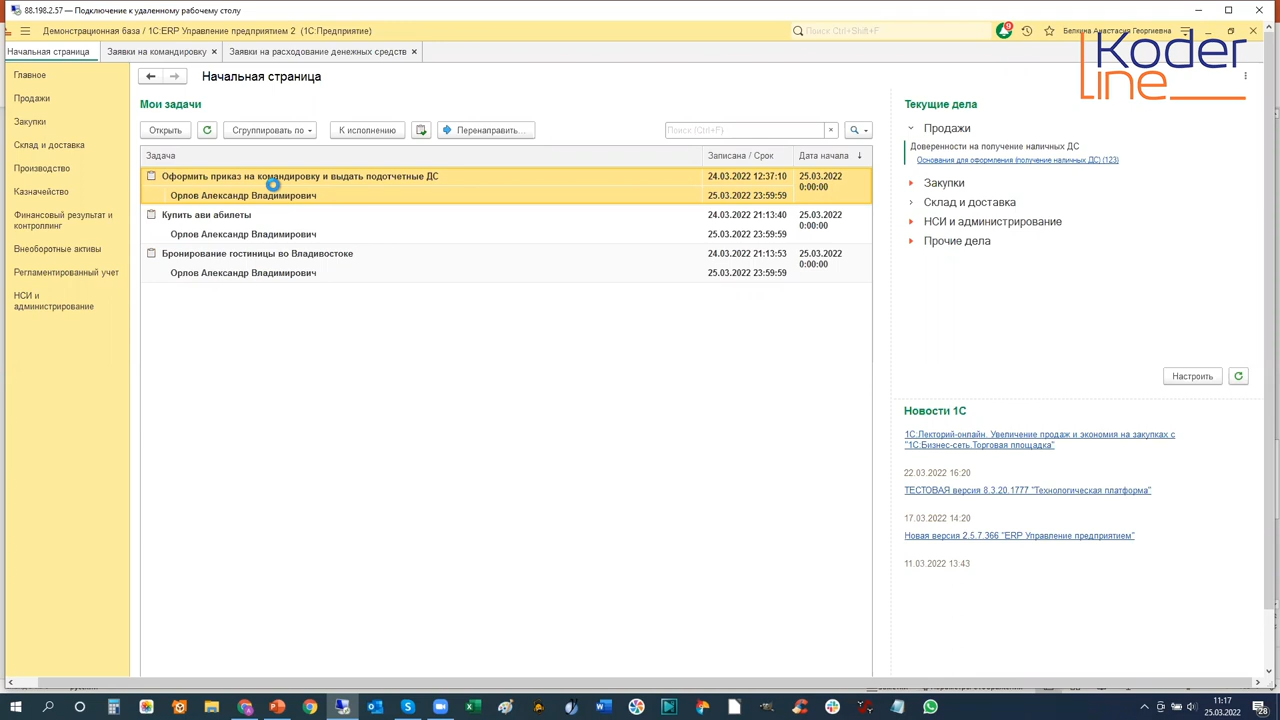 88.198.2.57 — Подключение к удаленному рабочему столу
Демонстрационная база / 1С:ERP Управление предприятием 2 (1С:Предприятие)
Поиск Ctrl+Shift+F
9
Белкина Анастасия Георгиевна
Koder
line
Начальная страница
Заявки на командировку
Заявки на расходование денежных средств
Главное
Продажи
Закупки
Склад и доставка
Производство
Казначейство
Финансовый результат и
контроллинг
Внеоборотные активы
Регламентированный учет
НСИ и
администрирование
Начальная страница
Мои задачи
Открыть
Сгруппировать по
К исполнению
Перенаправить...
Поиск (Ctrl+F)
Задача
Записана / Срок
Дата начала
Оформить приказ на командировку и выдать подотчетные ДС
24.03.2022 12:37:10
25.03.2022
0:00:00
Орлов Александр Владимирович
25.03.2022 23:59:59
Купить ави абилеты
24.03.2022 21:13:40
25.03.2022
0:00:00
Орлов Александр Владимирович
25.03.2022 23:59:59
Бронирование гостиницы во Владивостоке
24.03.2022 21:13:53
25.03.2022
0:00:00
Орлов Александр Владимирович
25.03.2022 23:59:59
Текущие дела
Продажи
Доверенности на получение наличных ДС
Основания для оформления (получение наличных ДС) (123)
Закупки
Склад и доставка
НСИ и администрирование
Прочие дела
Настроить
Новости 1С
1С:Лекторий-онлайн. Увеличение продаж и экономия на закупках с
"1С:Бизнес-сеть.Торговая площадка"
22.03.2022 16:20
ТЕСТОВАЯ версия 8.3.20.1777 "Технологическая платформа"
17.03.2022 14:20
Новая версия 2.5.7.366 "ERP Управление предприятием"
11.03.2022 13:43
11:17
25.03.2022
28